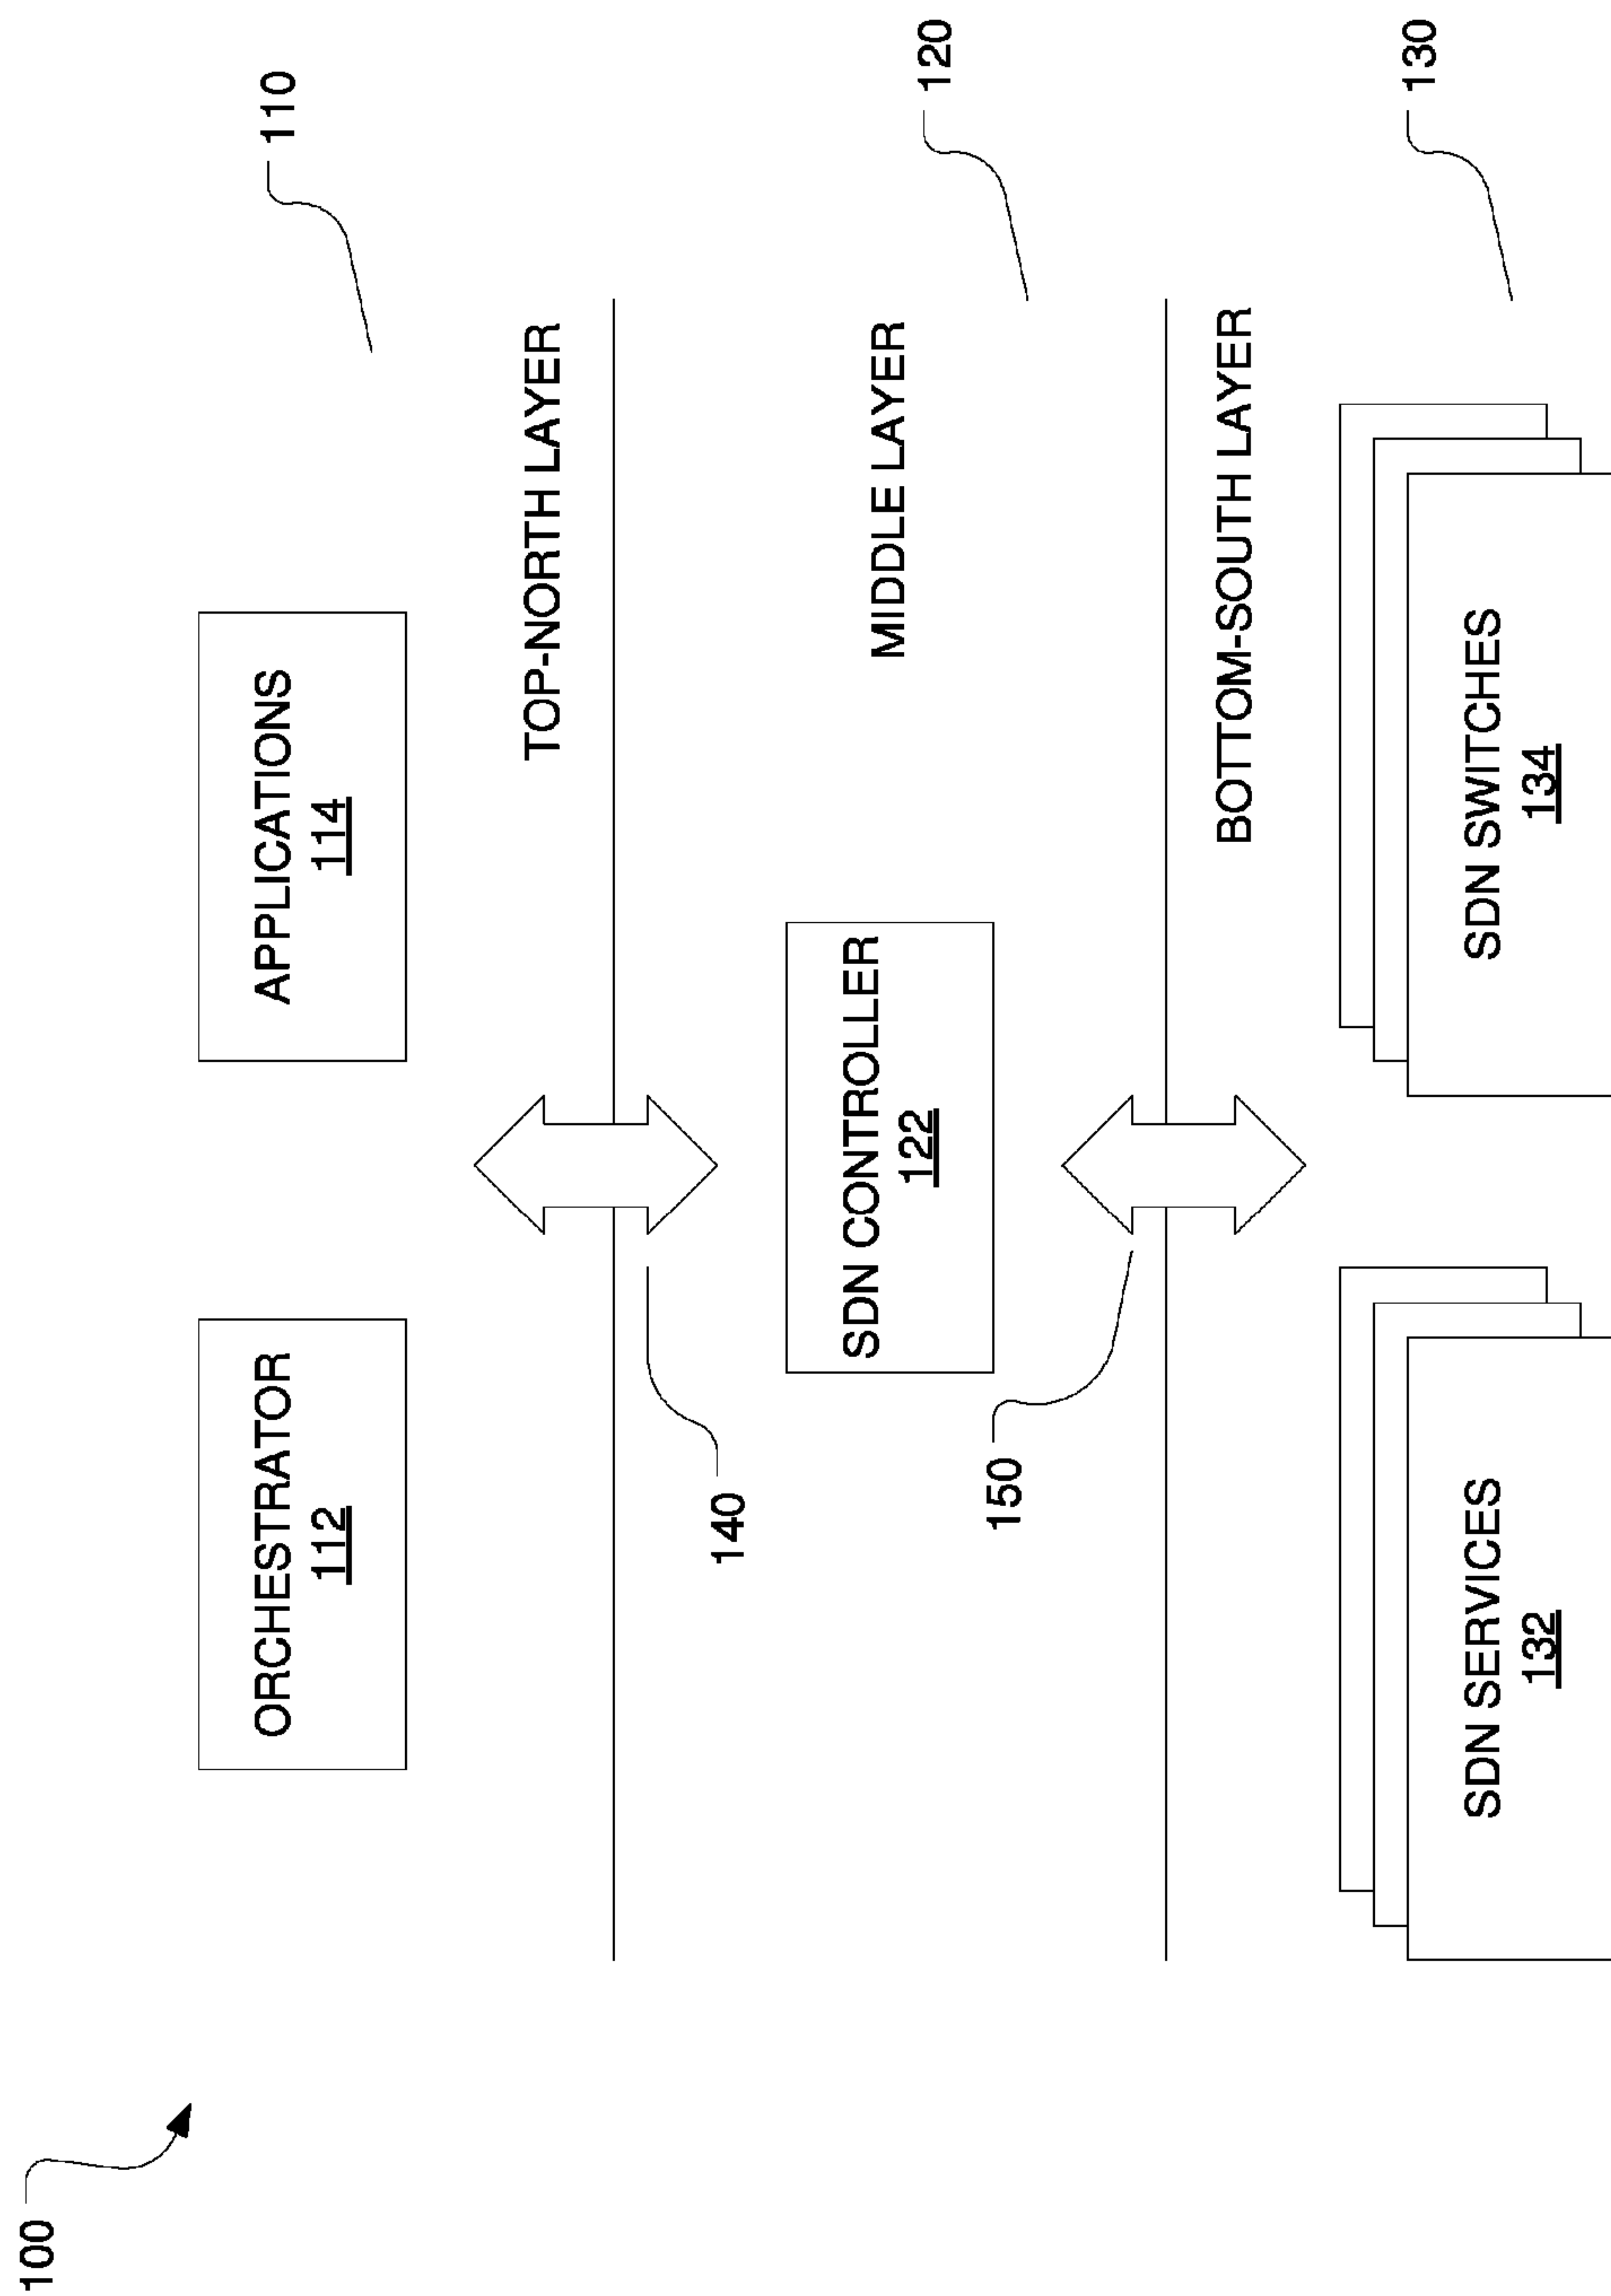 100
110
ORCHESTRATOR
112
APPLICATIONS
114
TOP-NORTH LAYER
140
120
SDN CONTROLLER
122
MIDDLE LAYER
150
BOTTOM-SOUTH LAYER
130
SDN SERVICES
132
SDN SWITCHES
134